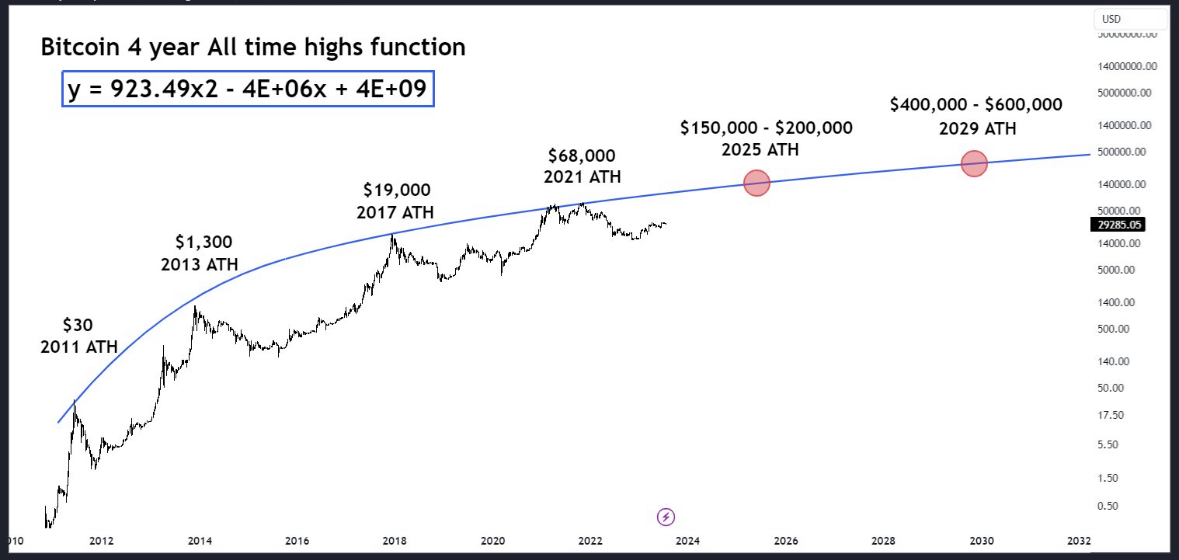 USD
Bitcoin 4 year All time highs function
y = 923.49x2 - 4E+06x + 4E+09
$400,000 - $600,000
2029 ATH
$150,000 - $200,000
2025 ATH
$68,000
2021 ATH
$19,000
2017 ATH
$1,300
2013 ATH
$30
2011 ATH
14000000.00
5000000.00
1400000.00
500000.00
140000.00
50000.00
29285.05
14000.00
5000.00
1400.00
500.00
140.00
50.00
17.50
5.50
1.50
0.50
2012 2014 2016 2018 2020 2022 2024 2026 2028 2030 2032